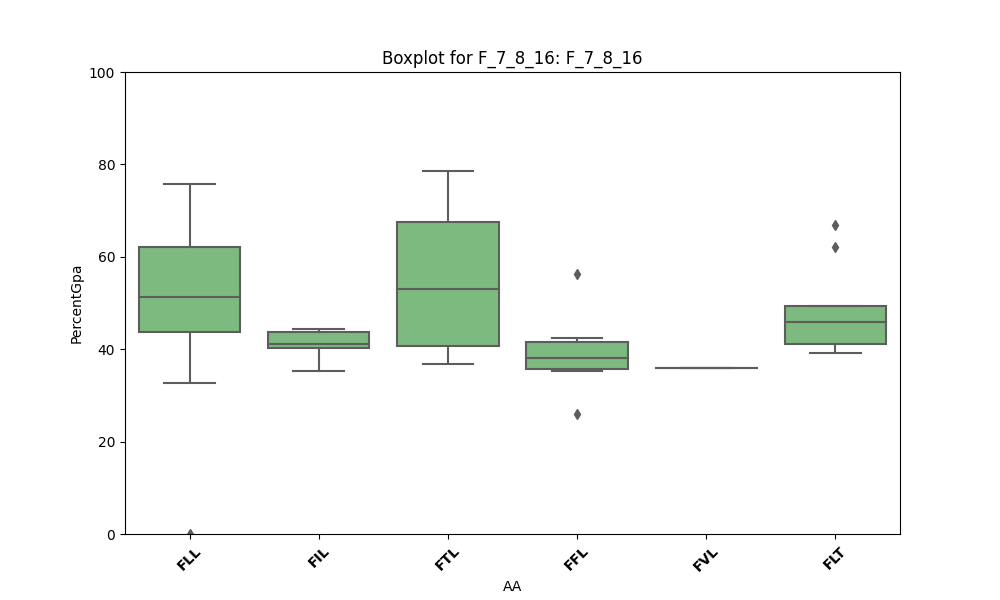 Boxplot for F_7_8_16: F_7_8_16
100
80
60
40
20
0
PercentGpa
FLL
FIL
FTL
FFL
FVL
FLT
AA